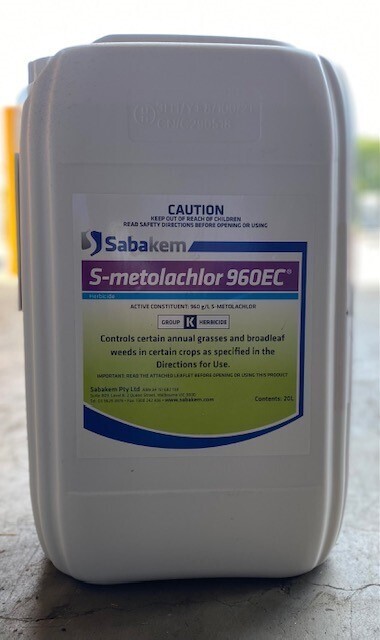 CAUTION
KEEP OUT OF REACH OF CHILDREN
READ SAFETY DIRECTIONS BEFORE OPENING OR USING
Sabakem
S-metolachlor 960EC®
Herbicide
ACTIVE CONSTITUENT: 960 g/L S-METOLACHLOR
GROUP K HERBICIDE
Controls certain annual grasses and broadleaf
weeds in certain crops as specified in the
Directions for Use.
IMPORTANT: READ THE ATTACHED LEAFLET BEFORE OPENING OR USING THIS PRODUCT
Sabakem Pty Ltd
www.sabakem.com
Contents: 20L